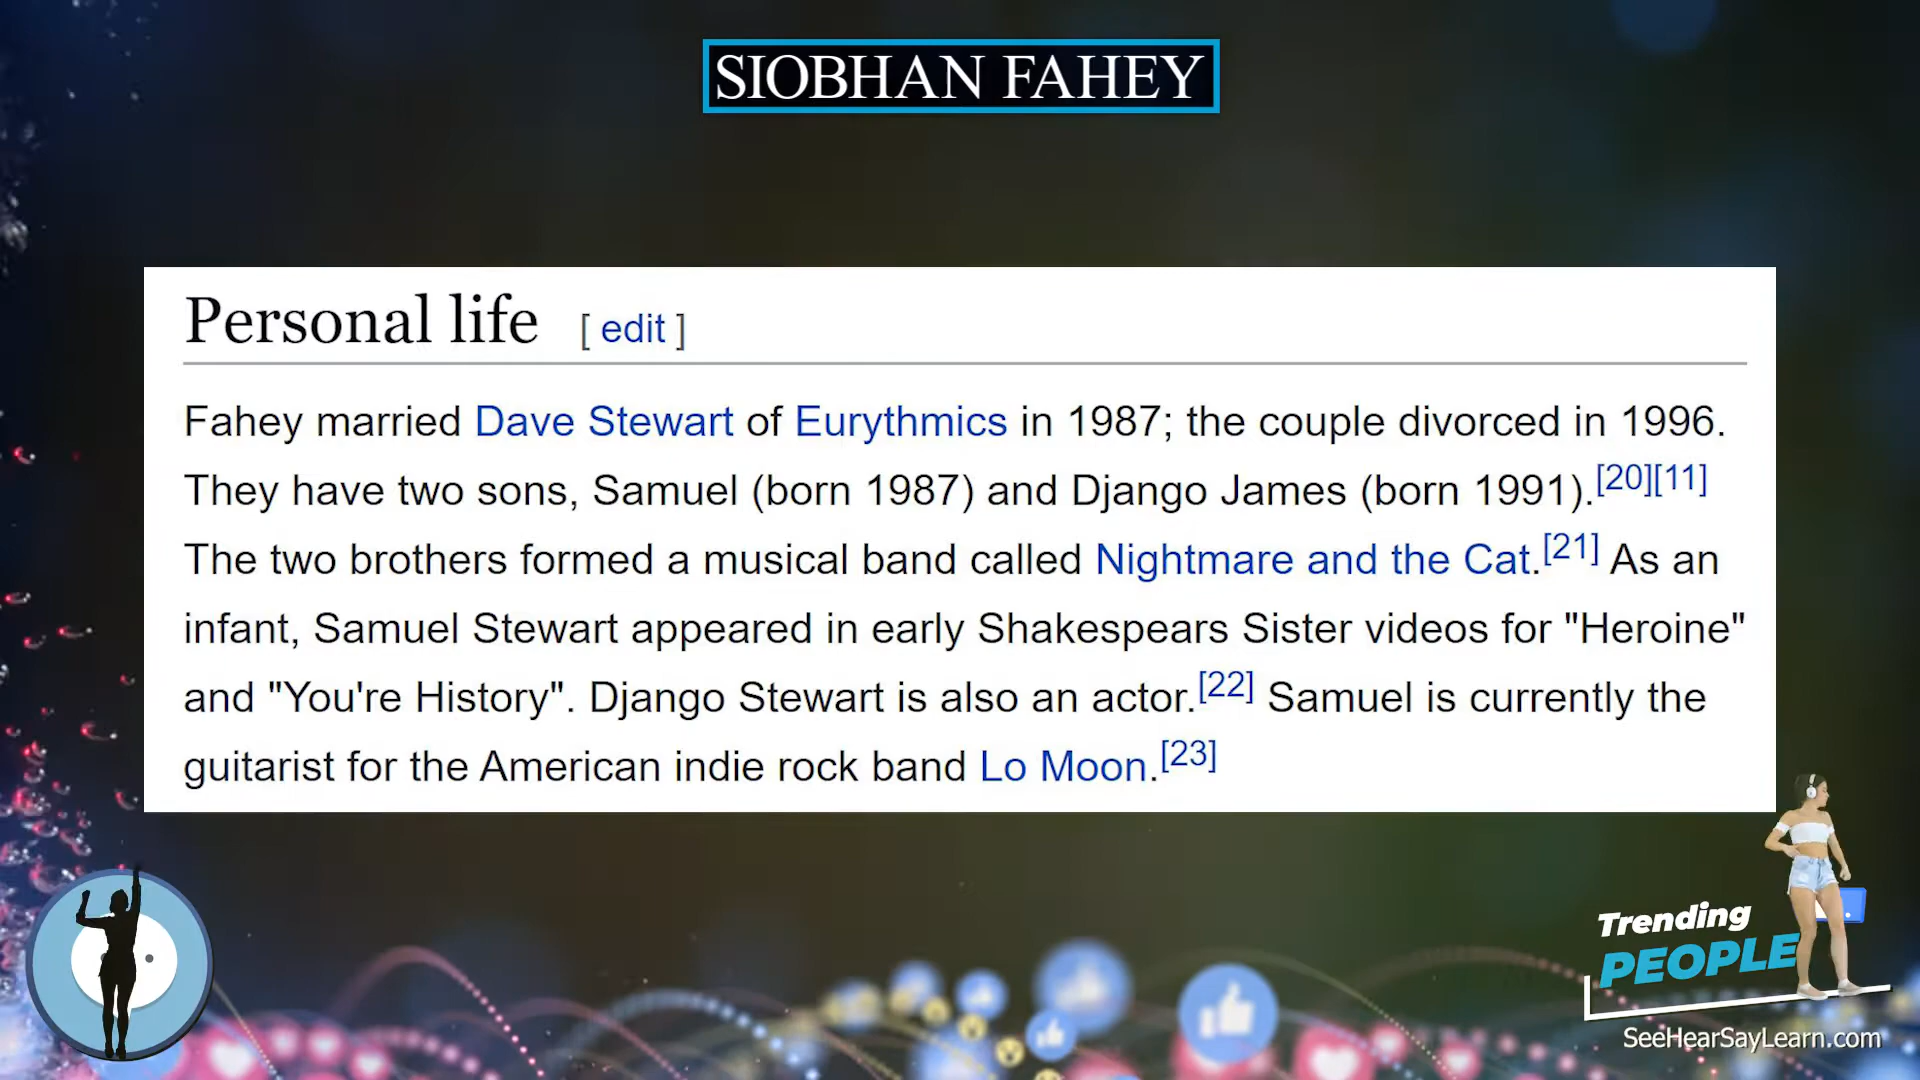 SIOBHAN FAHEY
Personal life [ edit ]
Fahey married Dave Stewart of Eurythmics in 1987; the couple divorced in 1996.
They have two sons, Samuel (born 1987) and Django James (born 1991).[20][11]
The two brothers formed a musical band called Nightmare and the Cat.[21] As an
infant, Samuel Stewart appeared in early Shakespears Sister videos for "Heroine"
and "You're History". Django Stewart is also an actor.[22] Samuel is currently the
guitarist for the American indie rock band Lo Moon.[23]
Trending
PEOPLE
SeeHearSayLearn.com